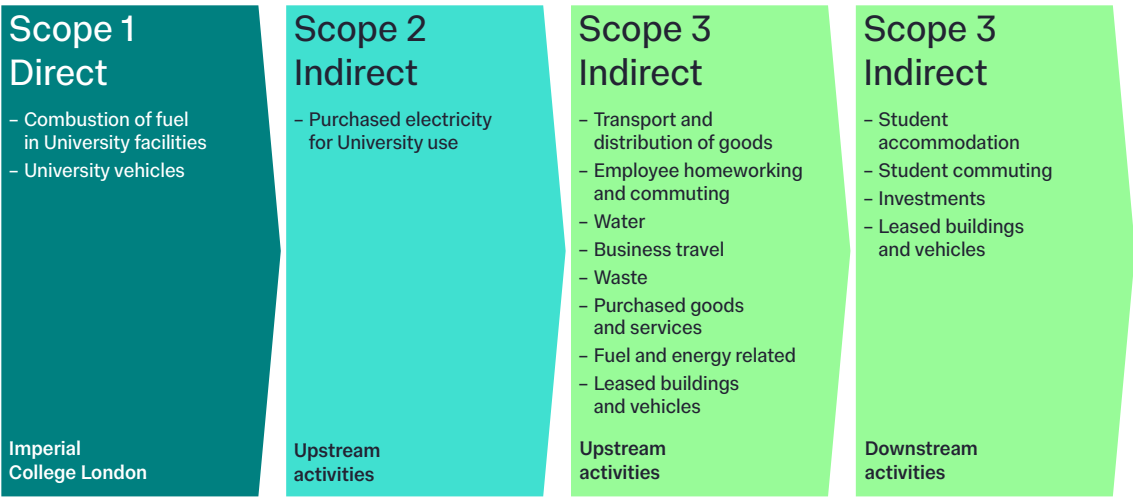 Scope 1
Direct
– Combustion of fuel
in University facilities
– University vehicles
Imperial
College London
Scope 2
Indirect
– Purchased electricity
for University use
Upstream
activities
Scope 3
Indirect
– Transport and
distribution of goods
– Employee homeworking
and commuting
– Water
– Business travel
– Waste
– Purchased goods
and services
– Fuel and energy related
– Leased buildings
and vehicles
Upstream
activities
Scope 3
Indirect
– Student
accommodation
– Student commuting
– Investments
– Leased buildings
and vehicles
Downstream
activities